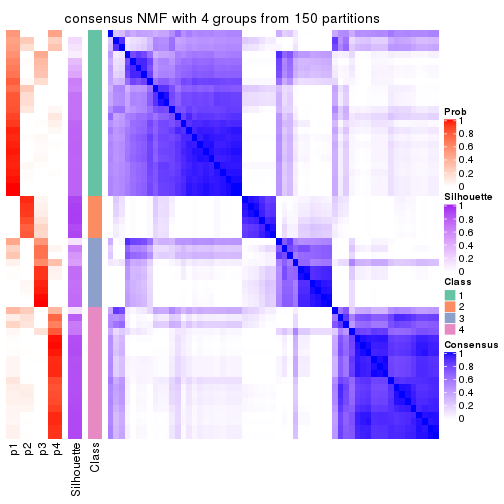 consensus NMF with 4 groups from 150 partitions
Prob
1
0.8
0.6
0.4
0.2
0
Silhouette
1
0.8
0.6
0.4
0.2
0
Class
1
2
3
4
Consensus
1
0.8
0.6
0.4
0.2
0
p1
p2
p3
p4
Silhouette
Class